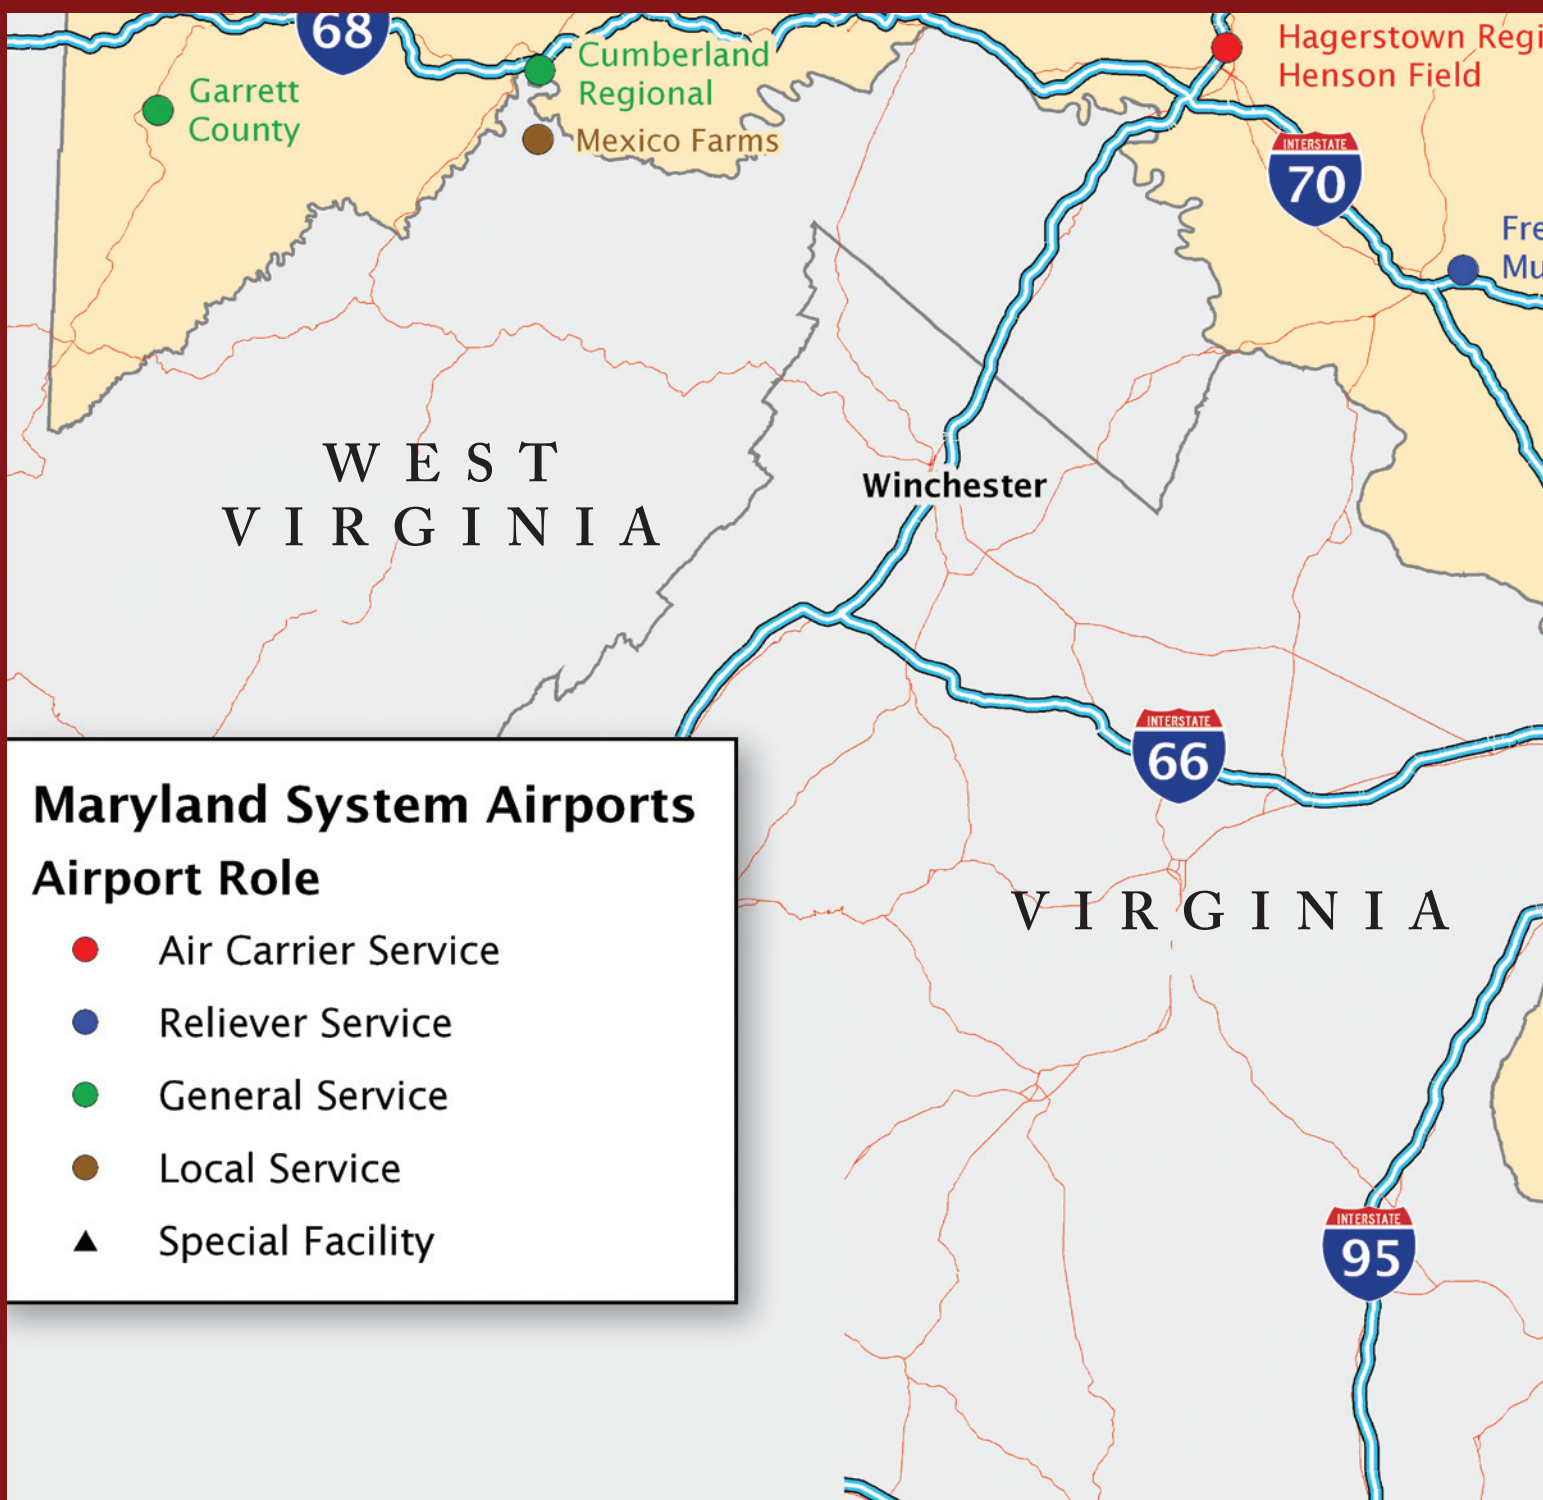 68
Cumberland
Regional
Hagerstown Regi
Henson Field
Garrett
County
Mexico Farms
INTERSTATE
70
Fre
Mu
WEST
VIRGINIA
Winchester
INTERSTATE
66
Maryland System Airports
Airport Role
Air Carrier Service
Reliever Service
General Service
Local Service
Special Facility
VIRGINIA
INTERSTATE
95